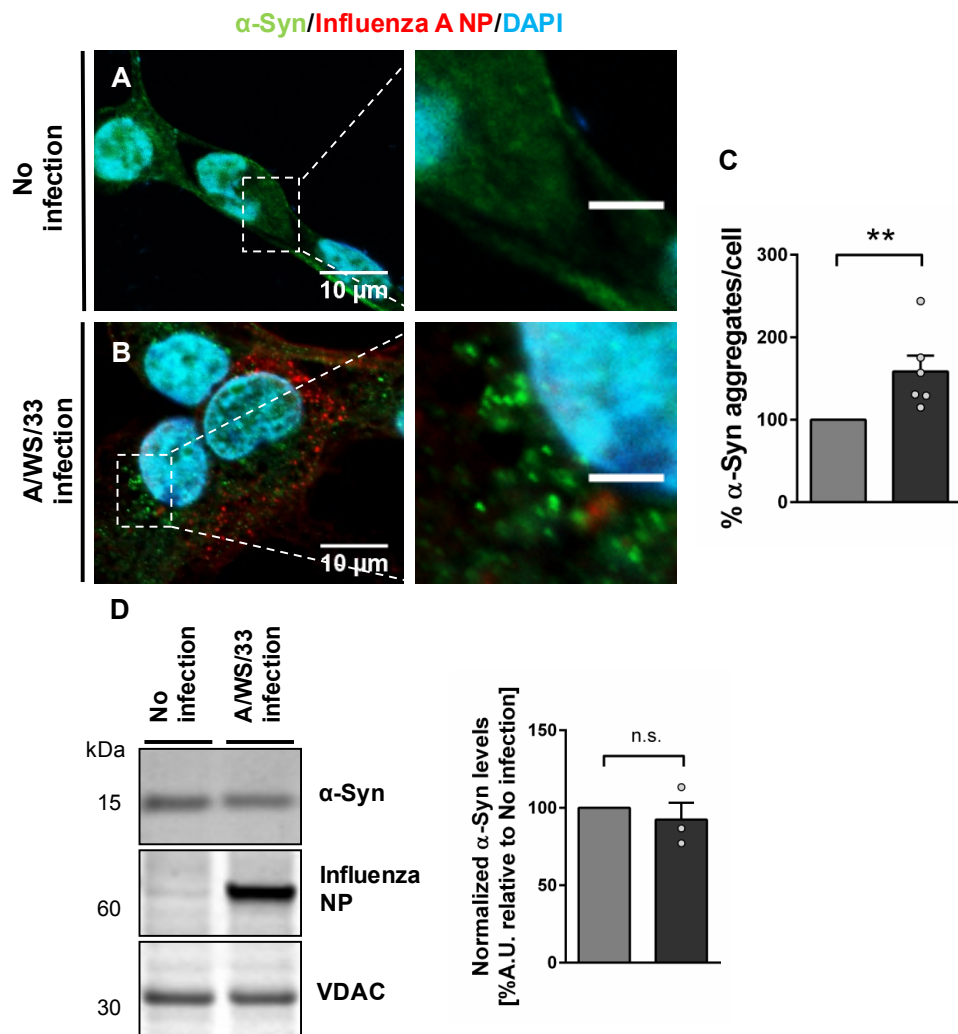 α-Syn/Influenza A NP/DAPI
No
infection
A
10 µm
A/WS/33
infection
B
10 µm
C
% α-Syn aggregates/cell
300
200
100
0
**
D
No
infection
A/WS/33
infection
kDa
15
α-Syn
60
Influenza
NP
30
VDAC
Normalized α-Syn levels
[%A.U. relative to No infection]
150
100
50
0
n.s.